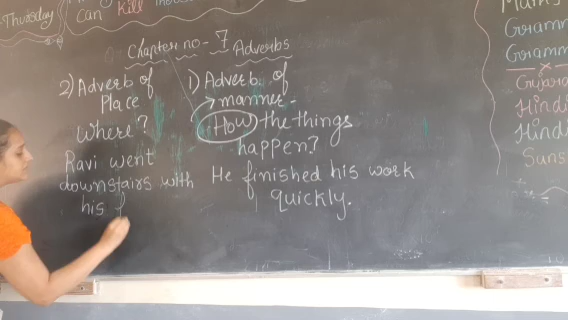 Thursday
Can Kill
Chapter no - 7 Adverbs
2) Adverb of
Place
Where?
Ravi went
downstairs with
his f
1) Adverb of
manner -
How the things
happen?
He finished his work
quickly.
Gramm
Gramm
Gujara
Hindi
Hindi
Sans